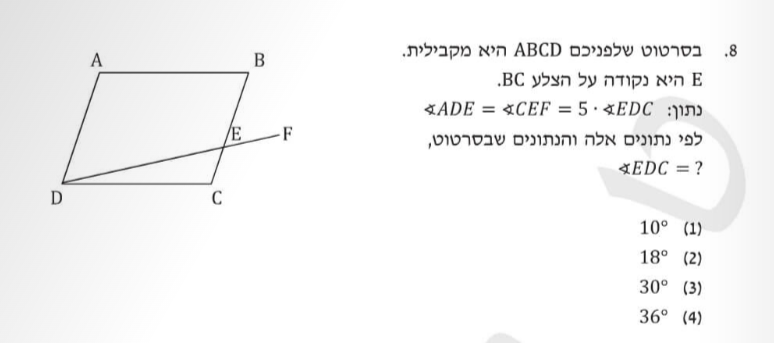 8. בסרטוט שלפניכם ABCD היא מקבילית.
E היא נקודה על הצלע BC.
נתון: ∢ADE = ∢CEF = 5 · ∢EDC
לפי נתונים אלה והנתונים שבסרטוט,
∢EDC = ?
(1) 10°
(2) 18°
(3) 30°
(4) 36°
A
B
E
F
D
C